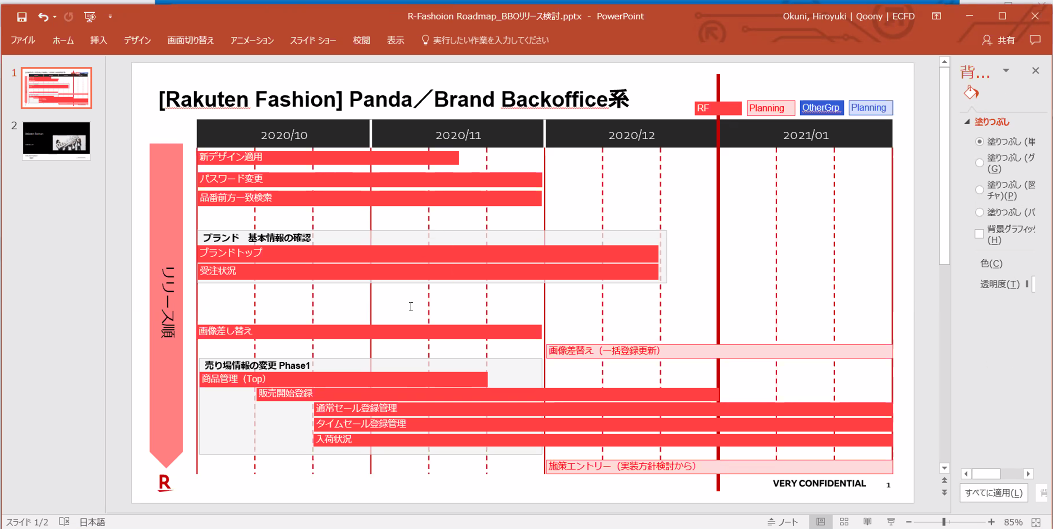 R-Fashoion Roadmap_BBOリリース検討.pptx - PowerPoint
Okuni, Hiroyuki | Qoony | ECFD
ファイル ホーム 挿入 デザイン 画面切り替え アニメーション スライド ショー 校閲 表示 実行したい作業を入力してください 共有
1
2
[Rakuten Fashion] Panda／Brand Backoffice系
RF Planning OtherGrp Planning
2020/10 2020/11 2020/12 2021/01
リリース順
新デザイン適用
パスワード変更
品番前方一致検索
ブランド 基本情報の確認
ブランドトップ
受注状況
画像差し替え
画像差替え（一括登録更新）
売り場情報の変更 Phase1
商品管理（Top）
販売開始登録
通常セール登録管理
タイムセール登録管理
入荷状況
施策エントリー（実装方針検討から）
R
VERY CONFIDENTIAL 1
背...
塗りつぶし
塗りつぶし (単
塗りつぶし (グ
(G)
塗りつぶし (図
チャ)(P)
塗りつぶし (パ
背景グラフィック
(H)
色(C)
透明度(T)
すべてに適用(L)
スライド 1/2 日本語 ノート 85%